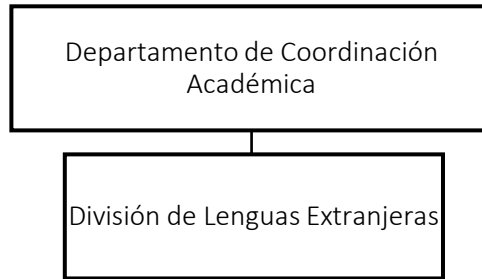 Departamento de Coordinación
Académica
División de Lenguas Extranjeras